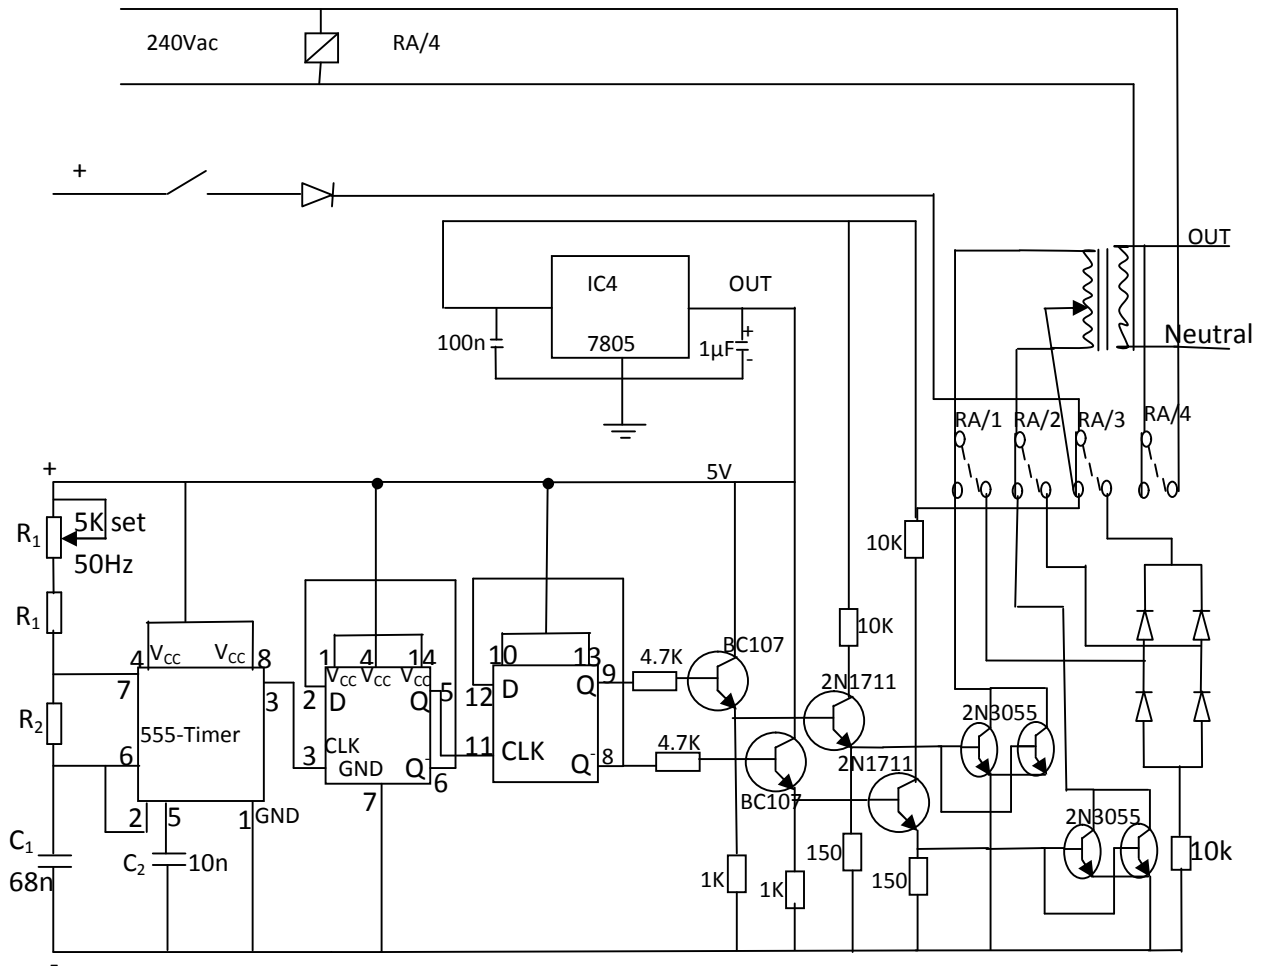 240Vac
RA/4
+
OUT
IC4
OUT
7805
100n
1µF
+
-
Neutral
RA/1
RA/2
RA/3
RA/4
+
5V
R1
5K set
50Hz
10K
R1
10K
BC107
4
VCC
VCC
8
1
4
14
VCC
VCC
VCC
10
13
4.7K
7
3
2
D
Q
5
12
D
Q
9
2N1711
R2
555-Timer
2N3055
6
3
CLK
GND
Q-
6
11
CLK
Q-
8
4.7K
2N1711
2
5
1
GND
7
BC107
2N3055
C1
68n
C2
10n
1K
1K
150
150
10k
-